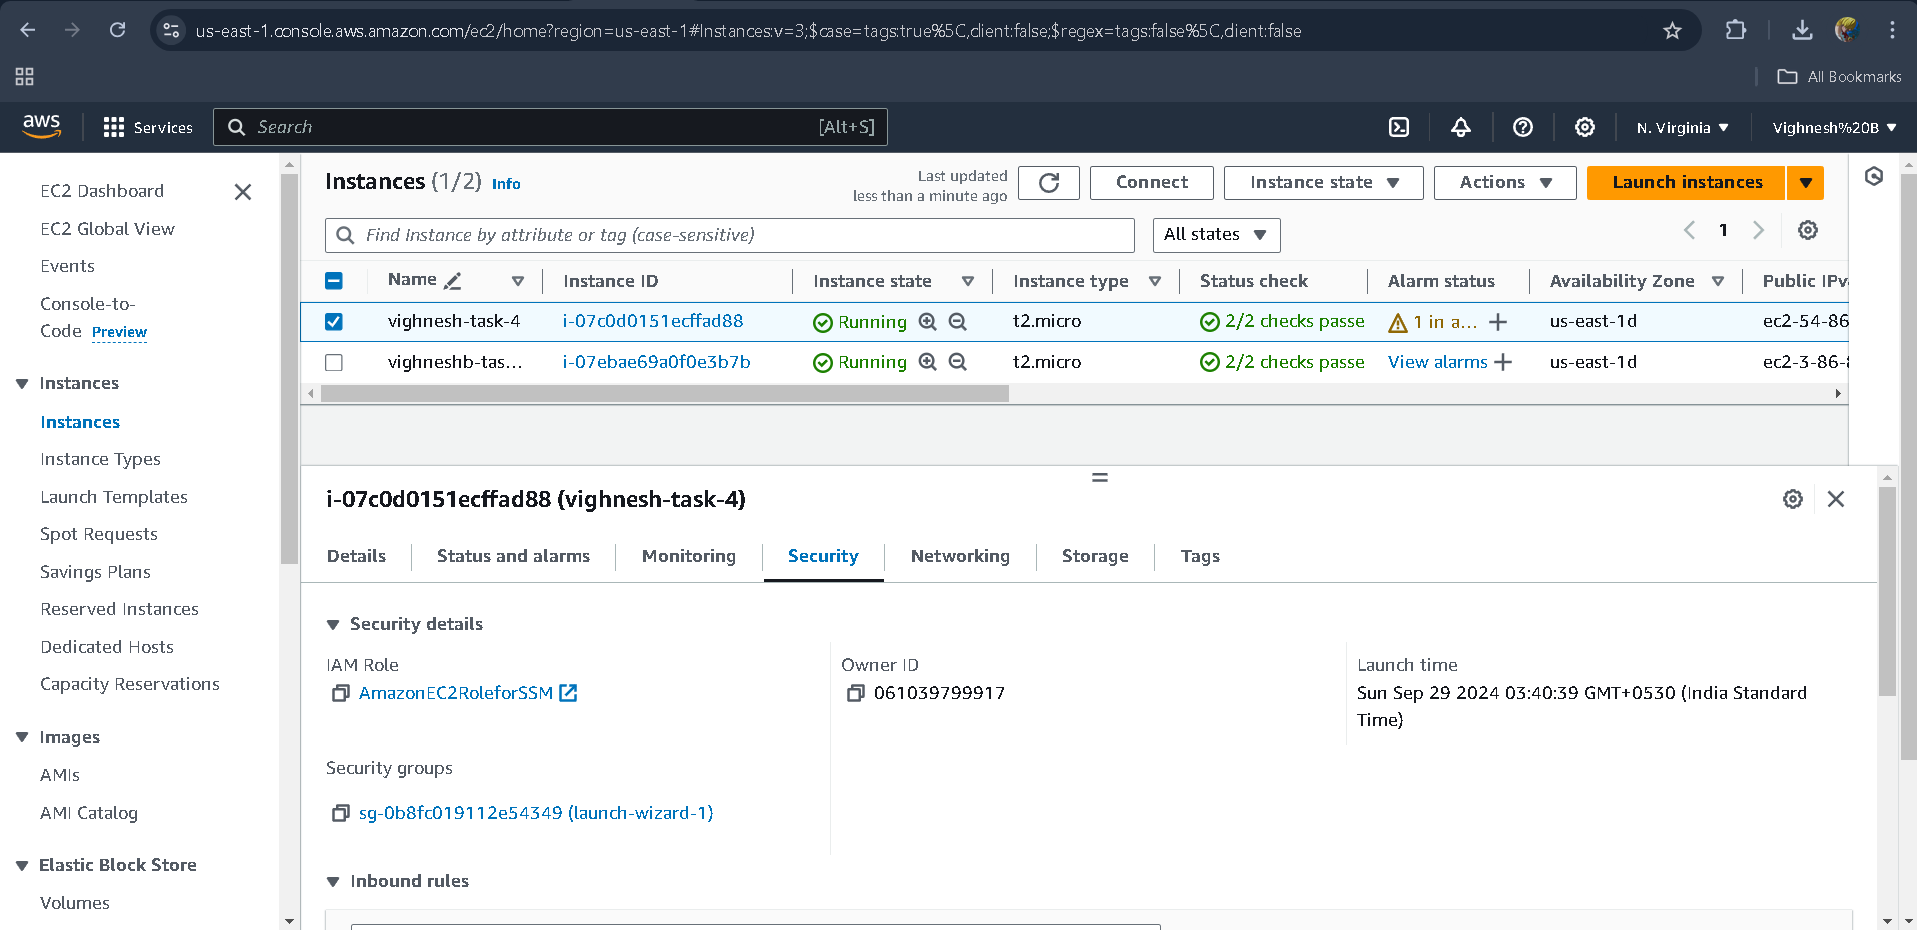 us-east-1.console.aws.amazon.com/ec2/home?region=us-east-1#Instances:v=3;$case=tags:true%5C,client:false;$regex=tags:false%5C,client:false
All Bookmarks
aws
Services
Search
[Alt+S]
N. Virginia
Vighnesh%20B
EC2 Dashboard
EC2 Global View
Events
Console-to-
Code Preview
Instances
Instances
Instance Types
Launch Templates
Spot Requests
Savings Plans
Reserved Instances
Dedicated Hosts
Capacity Reservations
Images
AMIs
AMI Catalog
Elastic Block Store
Volumes
Instances (1/2) Info
Last updated
less than a minute ago
Connect
Instance state
Actions
Launch instances
Find Instance by attribute or tag (case-sensitive)
All states
1
Name Instance ID Instance state Instance type Status check Alarm status Availability Zone Public IPv
vighnesh-task-4 i-07c0d0151ecffad88 Running t2.micro 2/2 checks passe 1 in a... us-east-1d ec2-54-86
vighneshb-tas... i-07ebae69a0f0e3b7b Running t2.micro 2/2 checks passe View alarms us-east-1d ec2-3-86-
i-07c0d0151ecffad88 (vighnesh-task-4)
Details Status and alarms Monitoring Security Networking Storage Tags
Security details
IAM Role
AmazonEC2RoleforSSM
Owner ID
061039799917
Launch time
Sun Sep 29 2024 03:40:39 GMT+0530 (India Standard
Time)
Security groups
sg-0b8fc019112e54349 (launch-wizard-1)
Inbound rules